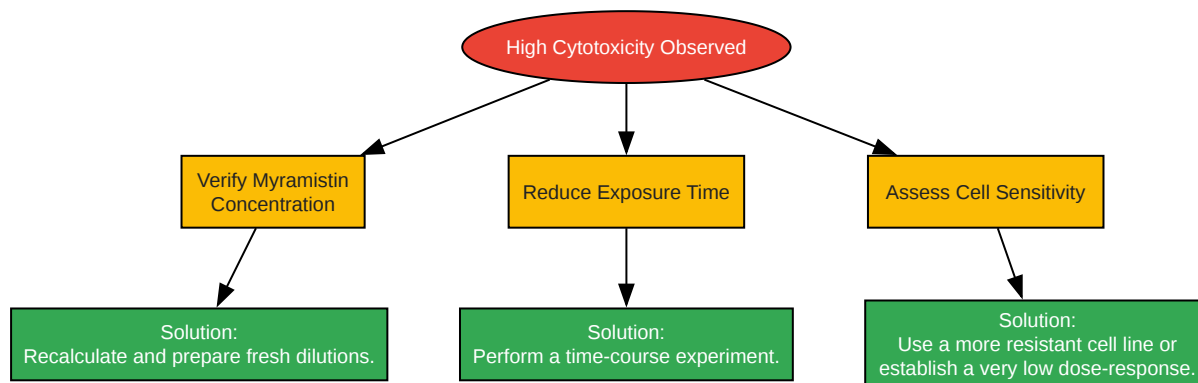 High Cytotoxicity Observed
Verify Myramistin
Concentration
Reduce Exposure Time
Assess Cell Sensitivity
Solution:
Recalculate and prepare fresh dilutions.
Solution:
Perform a time-course experiment.
Solution:
Use a more resistant cell line or
establish a very low dose-response.